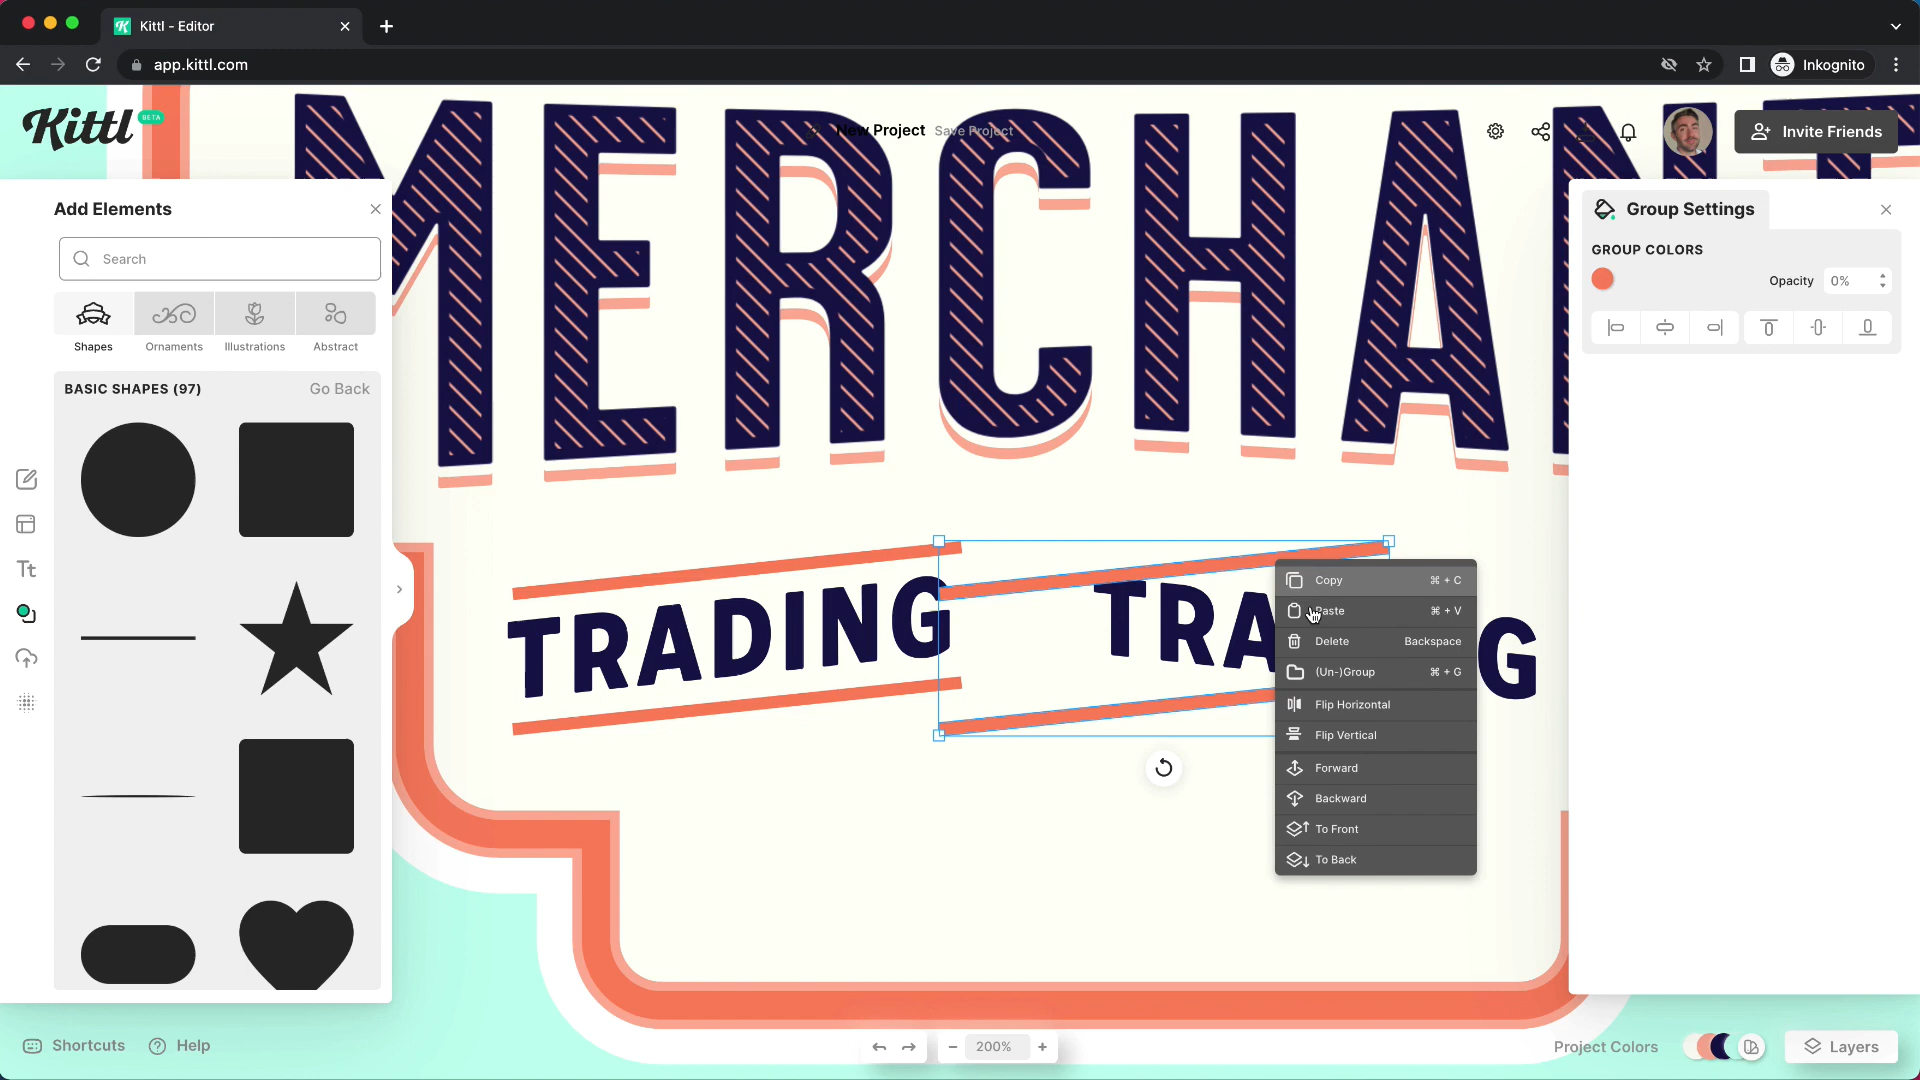 Kittl - Editor
app.kittl.com
Inkognito
Kittl BETA
New Project Save Project
Invite Friends
MERCHANT
Add Elements
Search
Shapes Ornaments Illustrations Abstract
BASIC SHAPES (97) Go Back
Tt
TRADING
TRA
G
Copy ⌘ + C
Paste ⌘ + V
Delete Backspace
(Un-)Group ⌘ + G
Flip Horizontal
Flip Vertical
Forward
Backward
To Front
To Back
Group Settings
GROUP COLORS
Opacity 0%
Shortcuts Help
200%
Project Colors
Layers